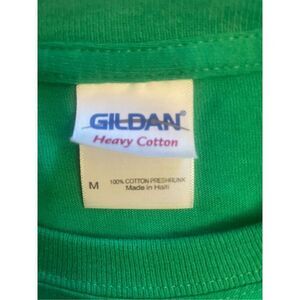 GILDAN®
Heavy Cotton
M
100% COTTON PRESHRUNK
Made in Haiti